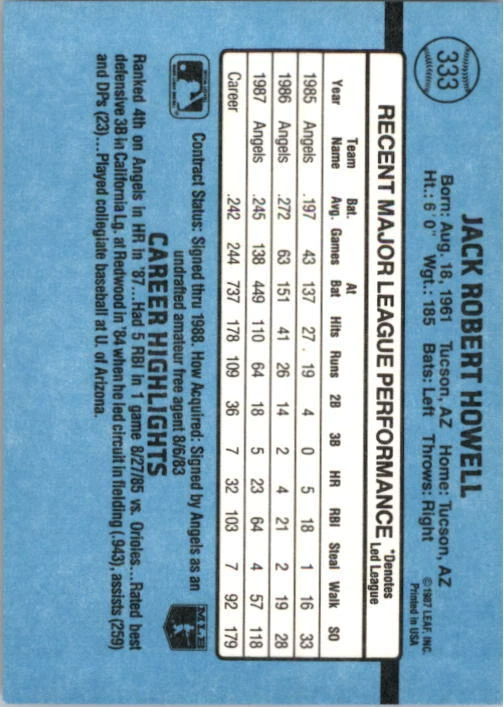 333
JACK ROBERT HOWELL
Born: Aug. 18, 1961 Tucson, AZ Home: Tucson, AZ
Ht.: 6' 0" Wgt.: 185 Bats: Left Throws: Right
©1987 LEAF, INC.
Printed in USA
RECENT MAJOR LEAGUE PERFORMANCE
*Denotes
Led League
Year Team Name Bat. Avg. Games At Bat Hits Runs 2B 3B HR RBI Steal Walk SO
1985 Angels .197 43 137 27 . 19 4 0 5 18 1 16 33
1986 Angels .272 63 151 41 26 14 2 4 21 2 19 28
1987 Angels .245 138 449 110 64 18 5 23 64 4 57 118
Career .242 244 737 178 109 36 7 32 103 7 92 179
Contract Status: Signed thru 1988. How Acquired: Signed by Angels as an
undrafted amateur free agent 8/6/83
MLB
CAREER HIGHLIGHTS
Ranked 4th on Angels in HR in '87...Had 5 RBI in 1 game 8/27/85 vs. Orioles...Rated best
defensive 3B in California Lg. at Redwood in '84 when he led circuit in fielding (.943), assists (259)
and DPs (23)...Played collegiate baseball at U. of Arizona.